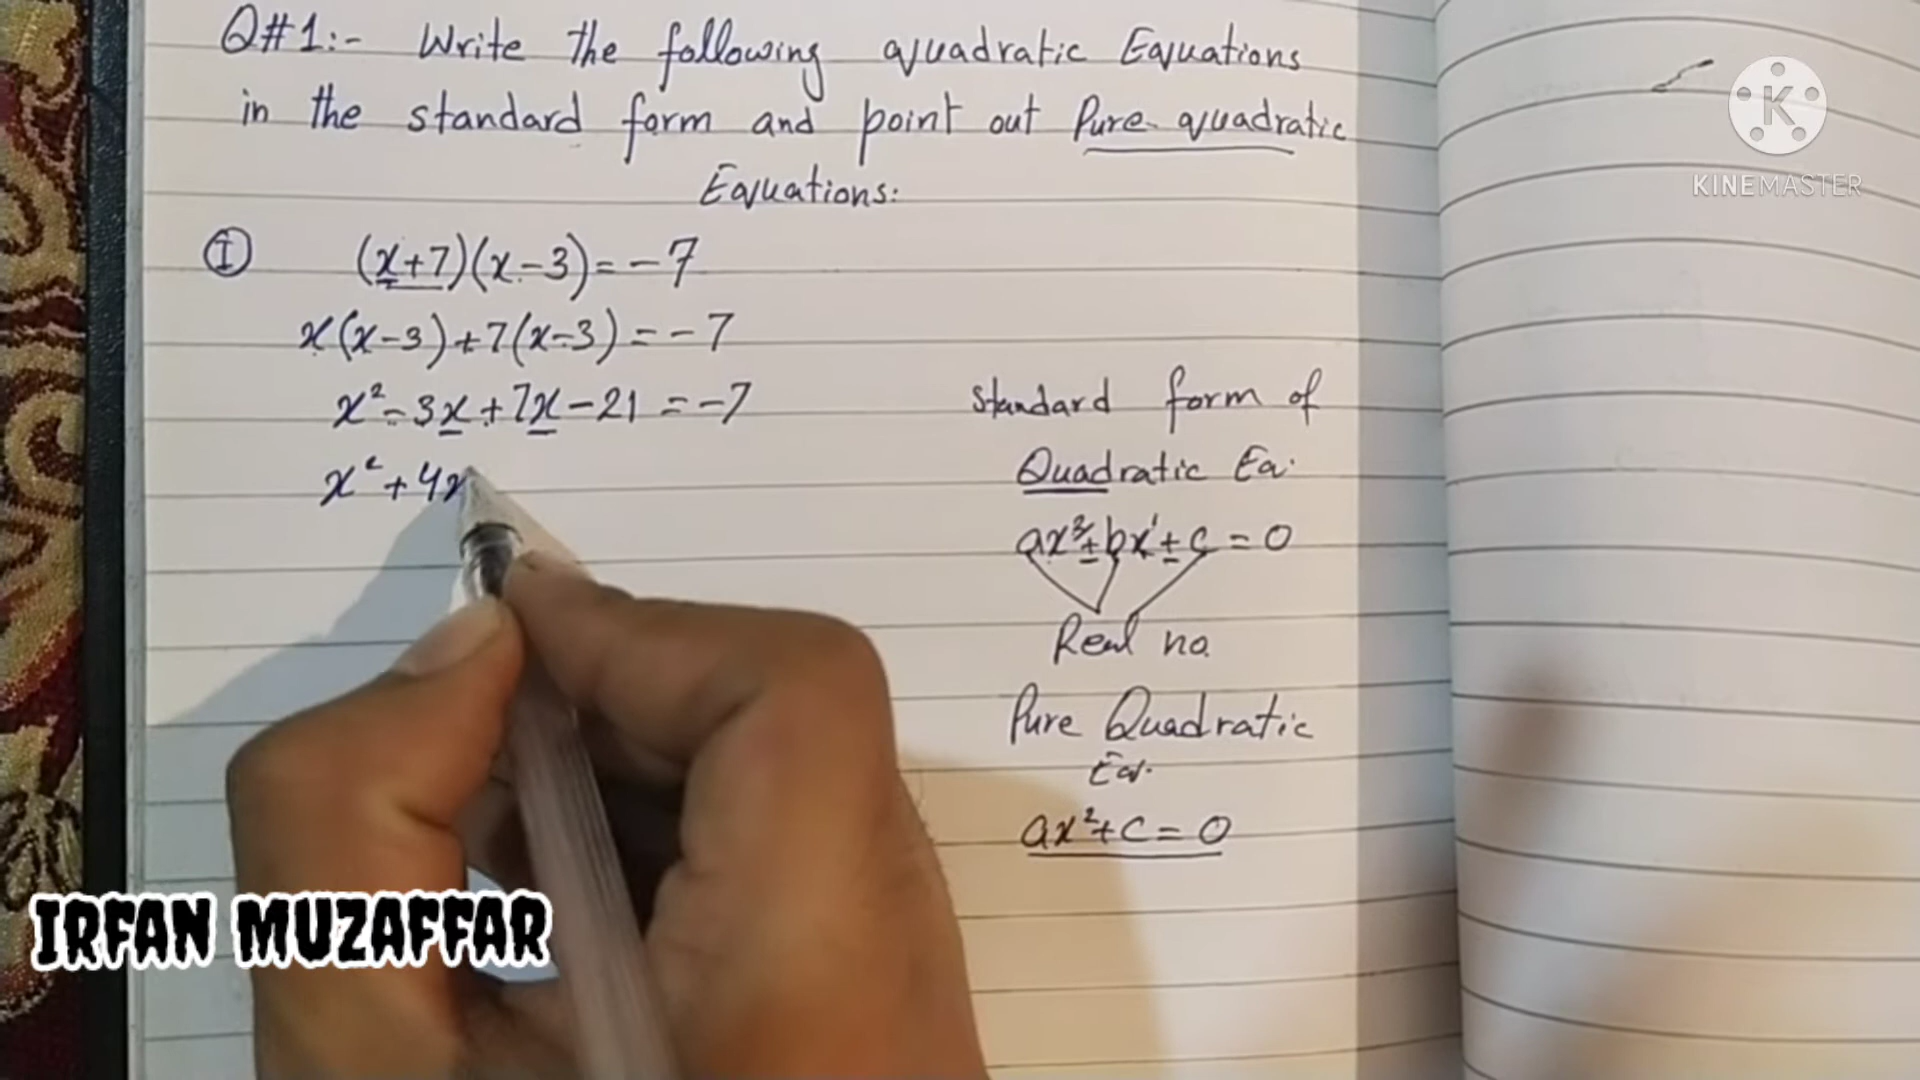 Q#1:- Write the following quadratic Equations
in the standard form and point out Pure quadratic
Equations:
I (x+7)(x-3)=-7
x(x-3)+7(x-3)=-7
x²-3x+7x-21=-7
x²+4x
Standard form of
Quadratic Eq.
ax²+bx¹+c=0
Real no.
Pure Quadratic
Eq.
ax²+c=0
K
KINEMASTER
IRFAN MUZAFFAR